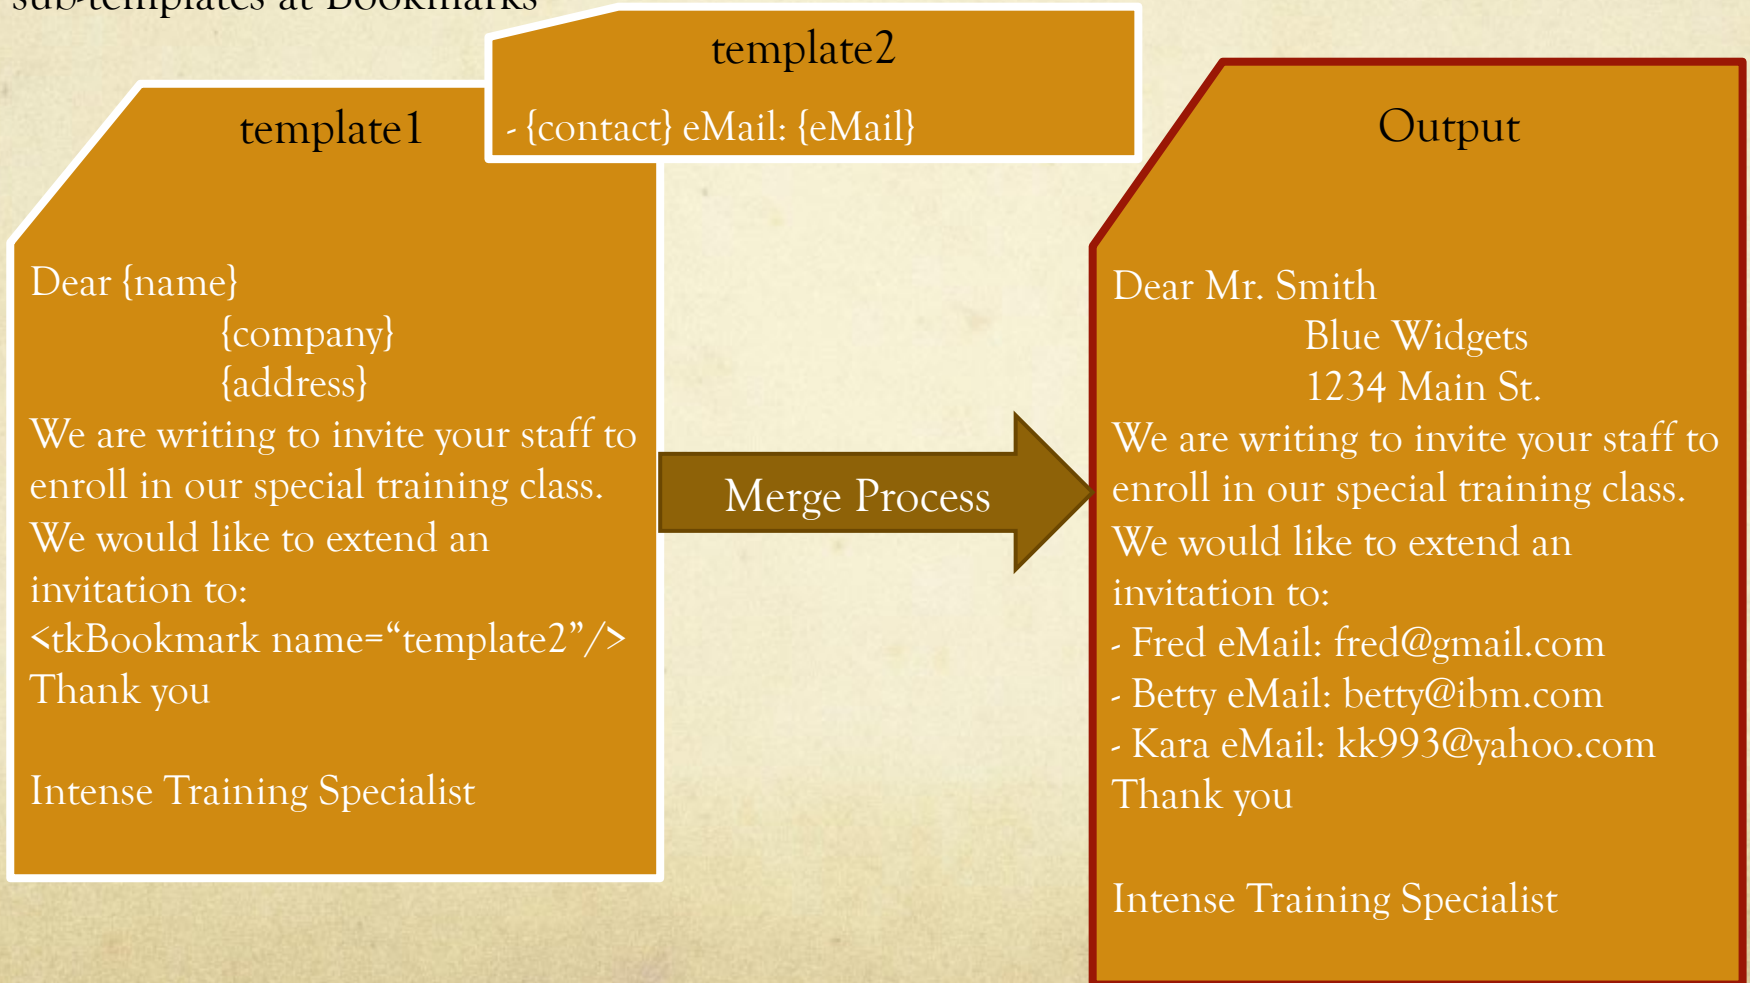 sub-templates at Bookmarks
template2
- {contact} eMail: {eMail}
template1
Dear {name}
{company}
{address}
We are writing to invite your staff to
enroll in our special training class.
We would like to extend an
invitation to:
<tkBookmark name=“template2”/>
Thank you
Intense Training Specialist
Merge Process
Output
Dear Mr. Smith
Blue Widgets
1234 Main St.
We are writing to invite your staff to
enroll in our special training class.
We would like to extend an
invitation to:
- Fred eMail: fred@gmail.com
- Betty eMail: betty@ibm.com
- Kara eMail: kk993@yahoo.com
Thank you
Intense Training Specialist